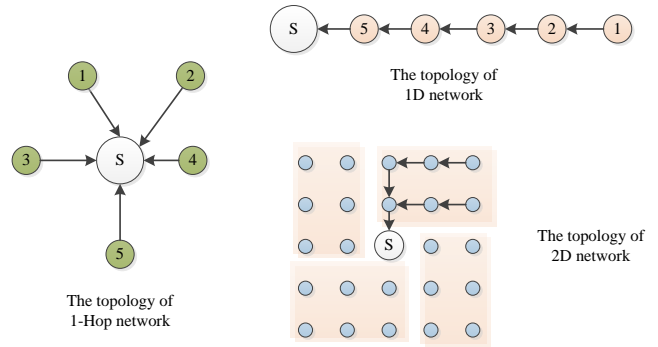 S 5 4 3 2 1
The topology of
1D network
1 2
3 S 4
5
The topology of
1-Hop network
S
The topology of
2D network